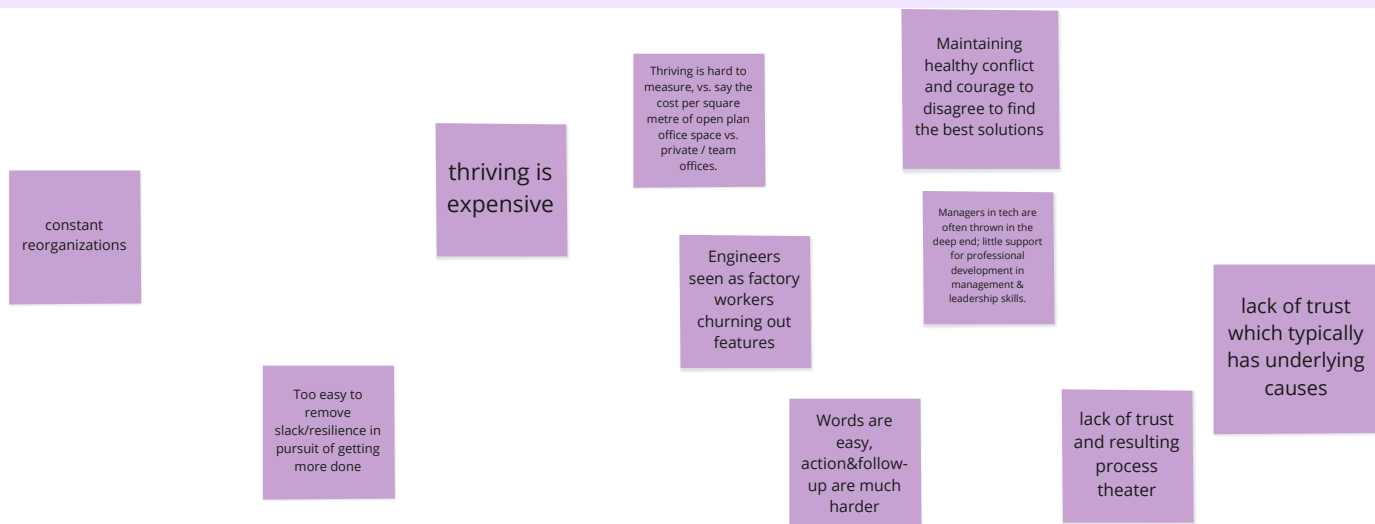 constant
reorganizations
Too easy to
remove
slack/resilience in
pursuit of getting
more done
thriving is
expensive
Thriving is hard to
measure, vs. say the
cost per square
metre of open plan
office space vs.
private / team
offices.
Engineers
seen as factory
workers
churning out
features
Words are
easy,
action&follow-
up are much
harder
Maintaining
healthy conflict
and courage to
disagree to find
the best solutions
Managers in tech are
often thrown in the
deep end; little support
for professional
development in
management &
leadership skills.
lack of trust
and resulting
process
theater
lack of trust
which typically
has underlying
causes